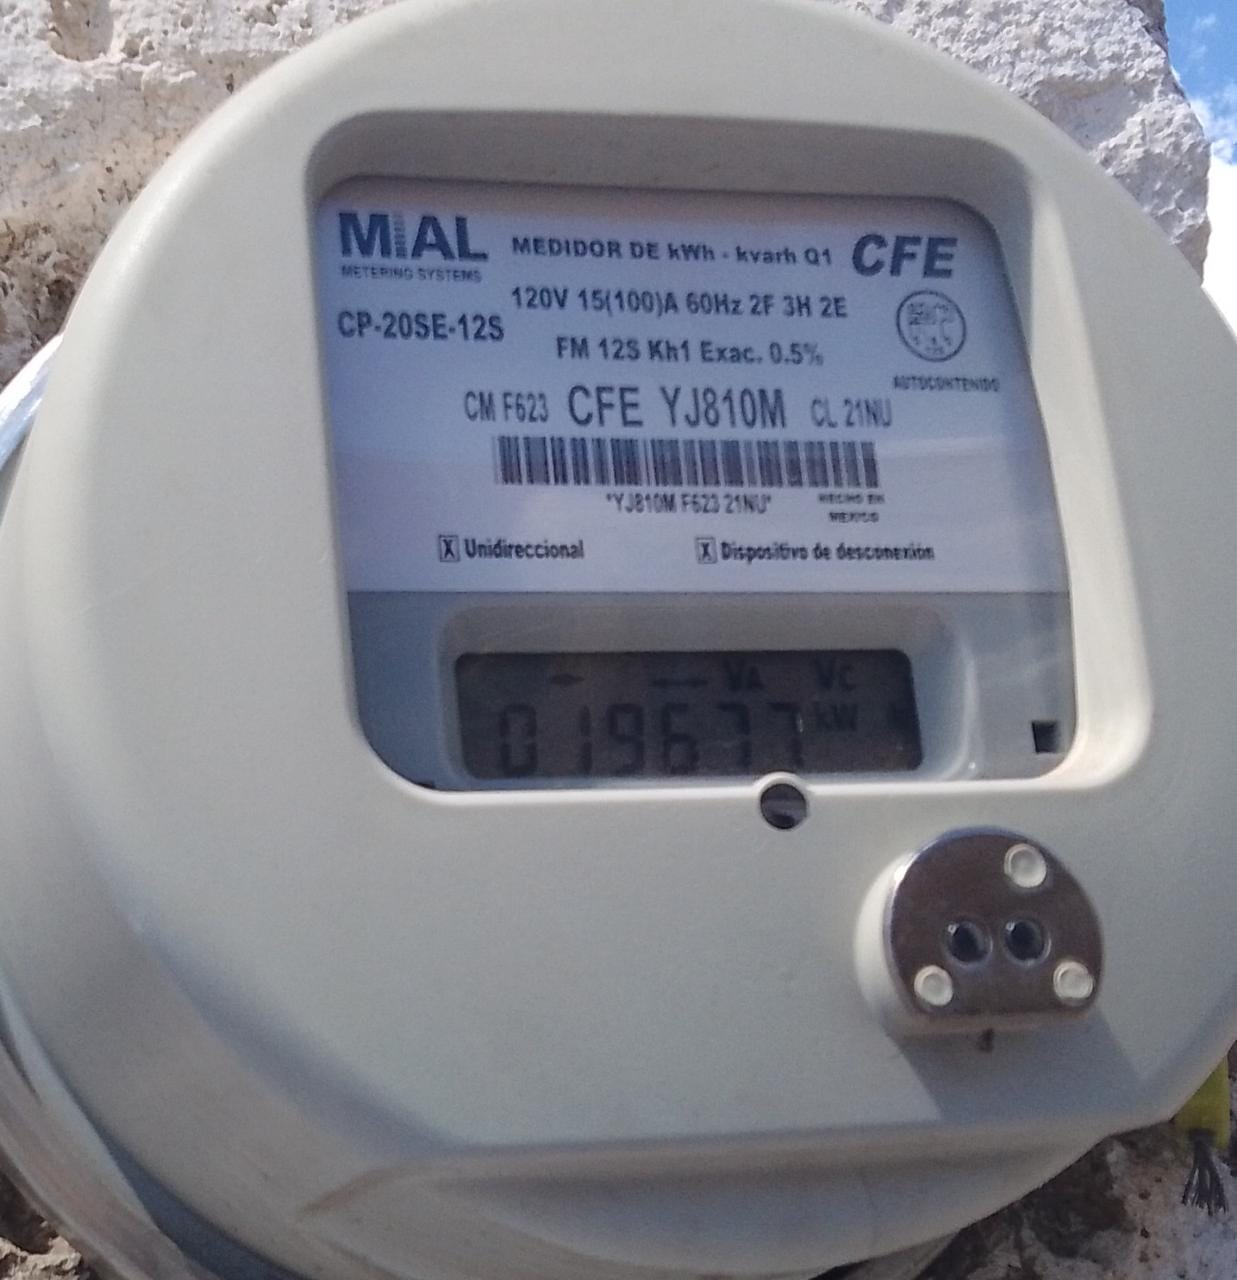 MIAL MEDIDOR DE kWh - kvarh Q1 CFE
METERING SYSTEMS
120V 15(100)A 60Hz 2F 3H 2E
CP-20SE-12S
FM 12S Kh1 Exac. 0.5%
AUTOCONTENIDO
CM F623 CFE YJ810M CL 21NU
*YJ810M F623 21NU*
HECHO EN
MEXICO
X Unidireccional X Dispositivo de desconexión
VA VC
019677 kW